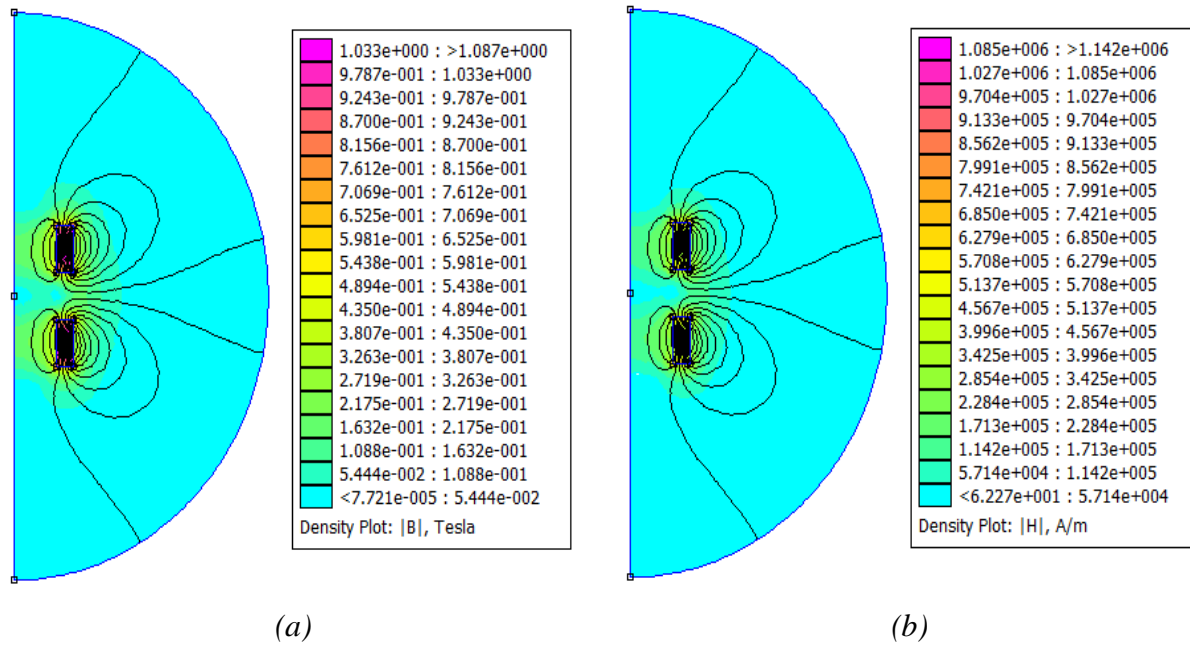 1.033e+000 : >1.087e+000
9.787e-001 : 1.033e+000
9.243e-001 : 9.787e-001
8.700e-001 : 9.243e-001
8.156e-001 : 8.700e-001
7.612e-001 : 8.156e-001
7.069e-001 : 7.612e-001
6.525e-001 : 7.069e-001
5.981e-001 : 6.525e-001
5.438e-001 : 5.981e-001
4.894e-001 : 5.438e-001
4.350e-001 : 4.894e-001
3.807e-001 : 4.350e-001
3.263e-001 : 3.807e-001
2.719e-001 : 3.263e-001
2.175e-001 : 2.719e-001
1.632e-001 : 2.175e-001
1.088e-001 : 1.632e-001
5.444e-002 : 1.088e-001
<7.721e-005 : 5.444e-002
Density Plot: |B|, Tesla
(a)
1.085e+006 : >1.142e+006
1.027e+006 : 1.085e+006
9.704e+005 : 1.027e+006
9.133e+005 : 9.704e+005
8.562e+005 : 9.133e+005
7.991e+005 : 8.562e+005
7.421e+005 : 7.991e+005
6.850e+005 : 7.421e+005
6.279e+005 : 6.850e+005
5.708e+005 : 6.279e+005
5.137e+005 : 5.708e+005
4.567e+005 : 5.137e+005
3.996e+005 : 4.567e+005
3.425e+005 : 3.996e+005
2.854e+005 : 3.425e+005
2.284e+005 : 2.854e+005
1.713e+005 : 2.284e+005
1.142e+005 : 1.713e+005
5.714e+004 : 1.142e+005
<6.227e+001 : 5.714e+004
Density Plot: |H|, A/m
(b)